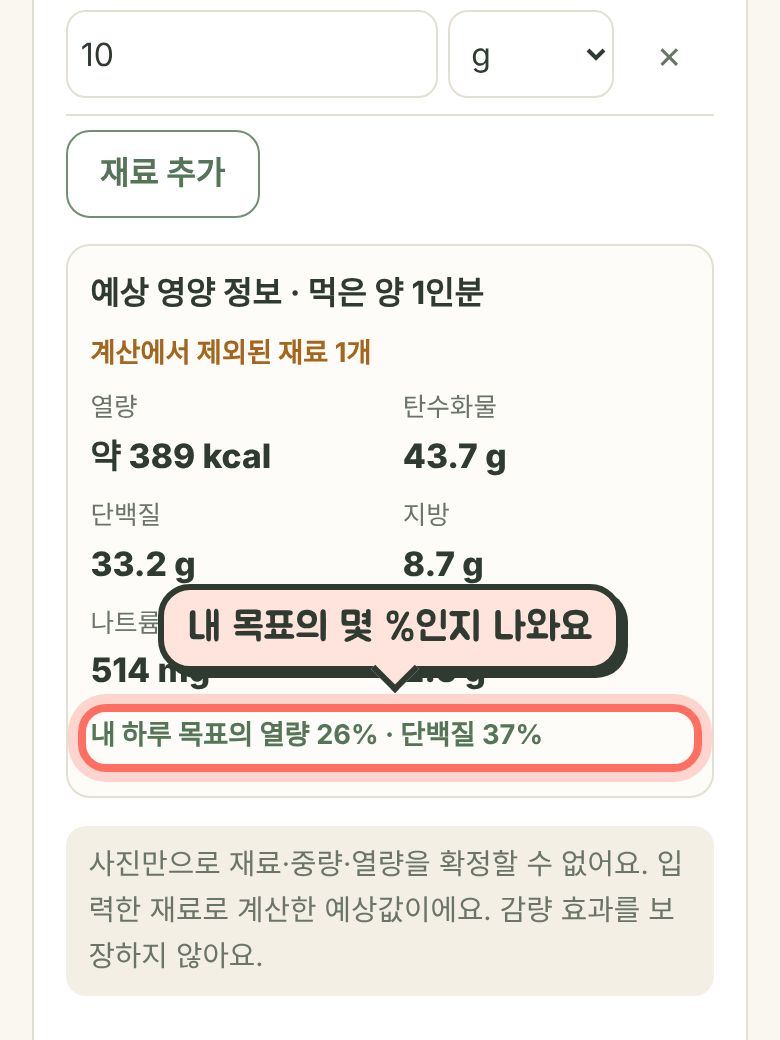 10
g
×
재료 추가
예상 영양 정보 · 먹은 양 1인분
계산에서 제외된 재료 1개
열량
탄수화물
약 389 kcal
43.7 g
단백질
지방
33.2 g
8.7 g
나트륨
내 목표의 몇 %인지 나와요
514 mg
g
내 하루 목표의 열량 26% · 단백질 37%
사진만으로 재료·중량·열량을 확정할 수 없어요. 입
력한 재료로 계산한 예상값이에요. 감량 효과를 보
장하지 않아요.